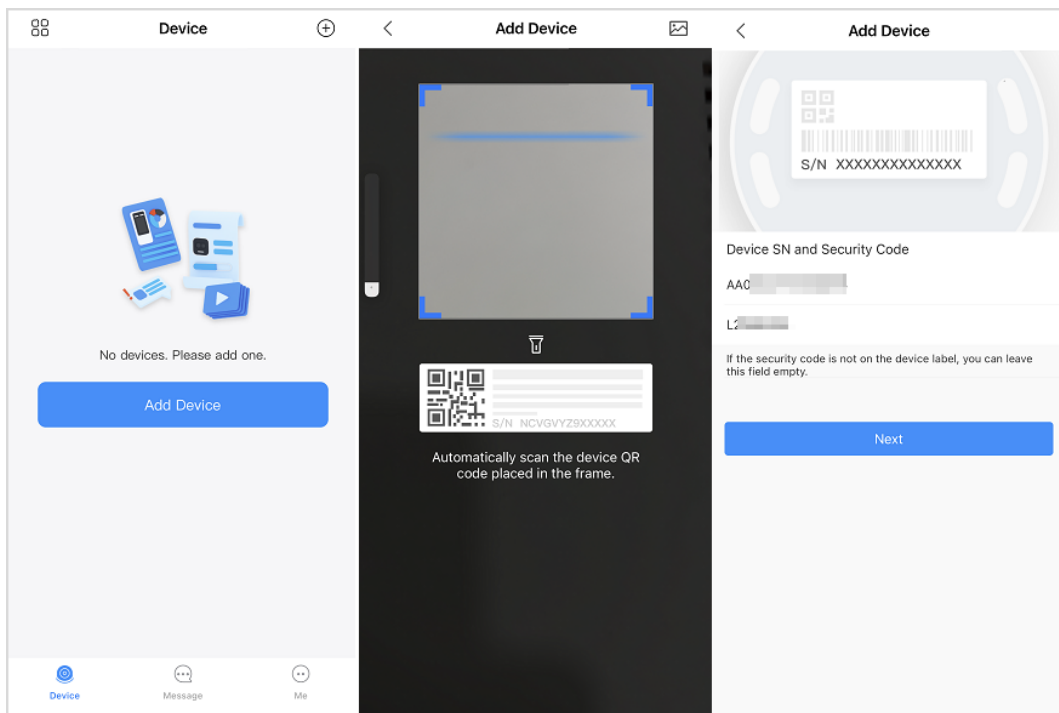 Device
No devices. Please add one.
Add Device
Device
Message
Me
Add Device
S/N NCVGVYZ9XXXXX
Automatically scan the device QR
code placed in the frame.
Add Device
S/N XXXXXXXXXXXXXX
Device SN and Security Code
AA0
L2
If the security code is not on the device label, you can leave
this field empty.
Next